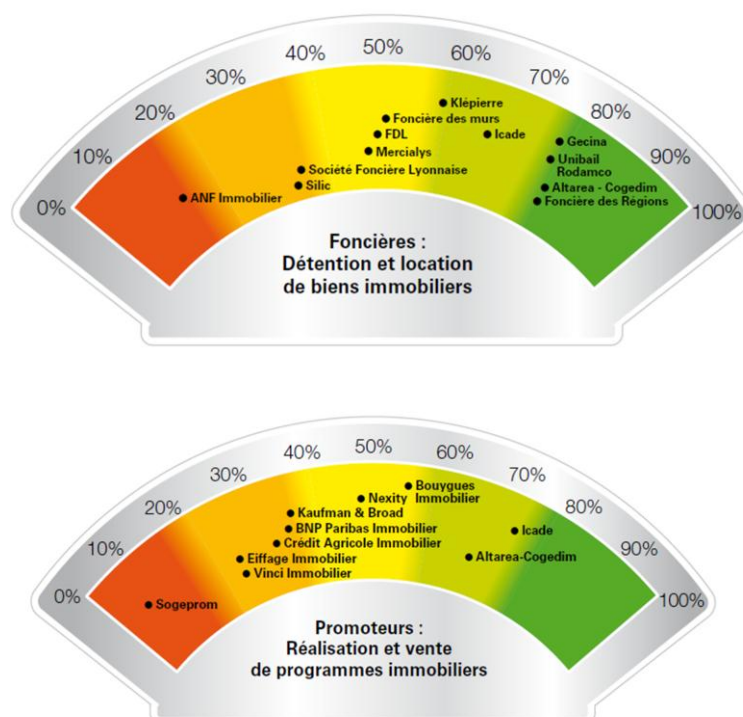 0%
10%
20%
30%
40%
50%
60%
70%
80%
90%
100%
Klépierre
Foncière des murs
FDL
Icade
Gecina
Mercialys
Unibail
Rodamco
Société Foncière Lyonnaise
Silic
Altarea - Cogedim
ANF Immobilier
Foncière des Régions
Foncières :
Détention et location
de biens immobiliers
0%
10%
20%
30%
40%
50%
60%
70%
80%
90%
100%
Bouygues
Immobilier
Nexity
Kaufman & Broad
BNP Paribas Immobilier
Icade
Crédit Agricole Immobilier
Eiffage Immobilier
Altarea-Cogedim
Vinci Immobilier
Sogeprom
Promoteurs :
Réalisation et vente
de programmes immobiliers